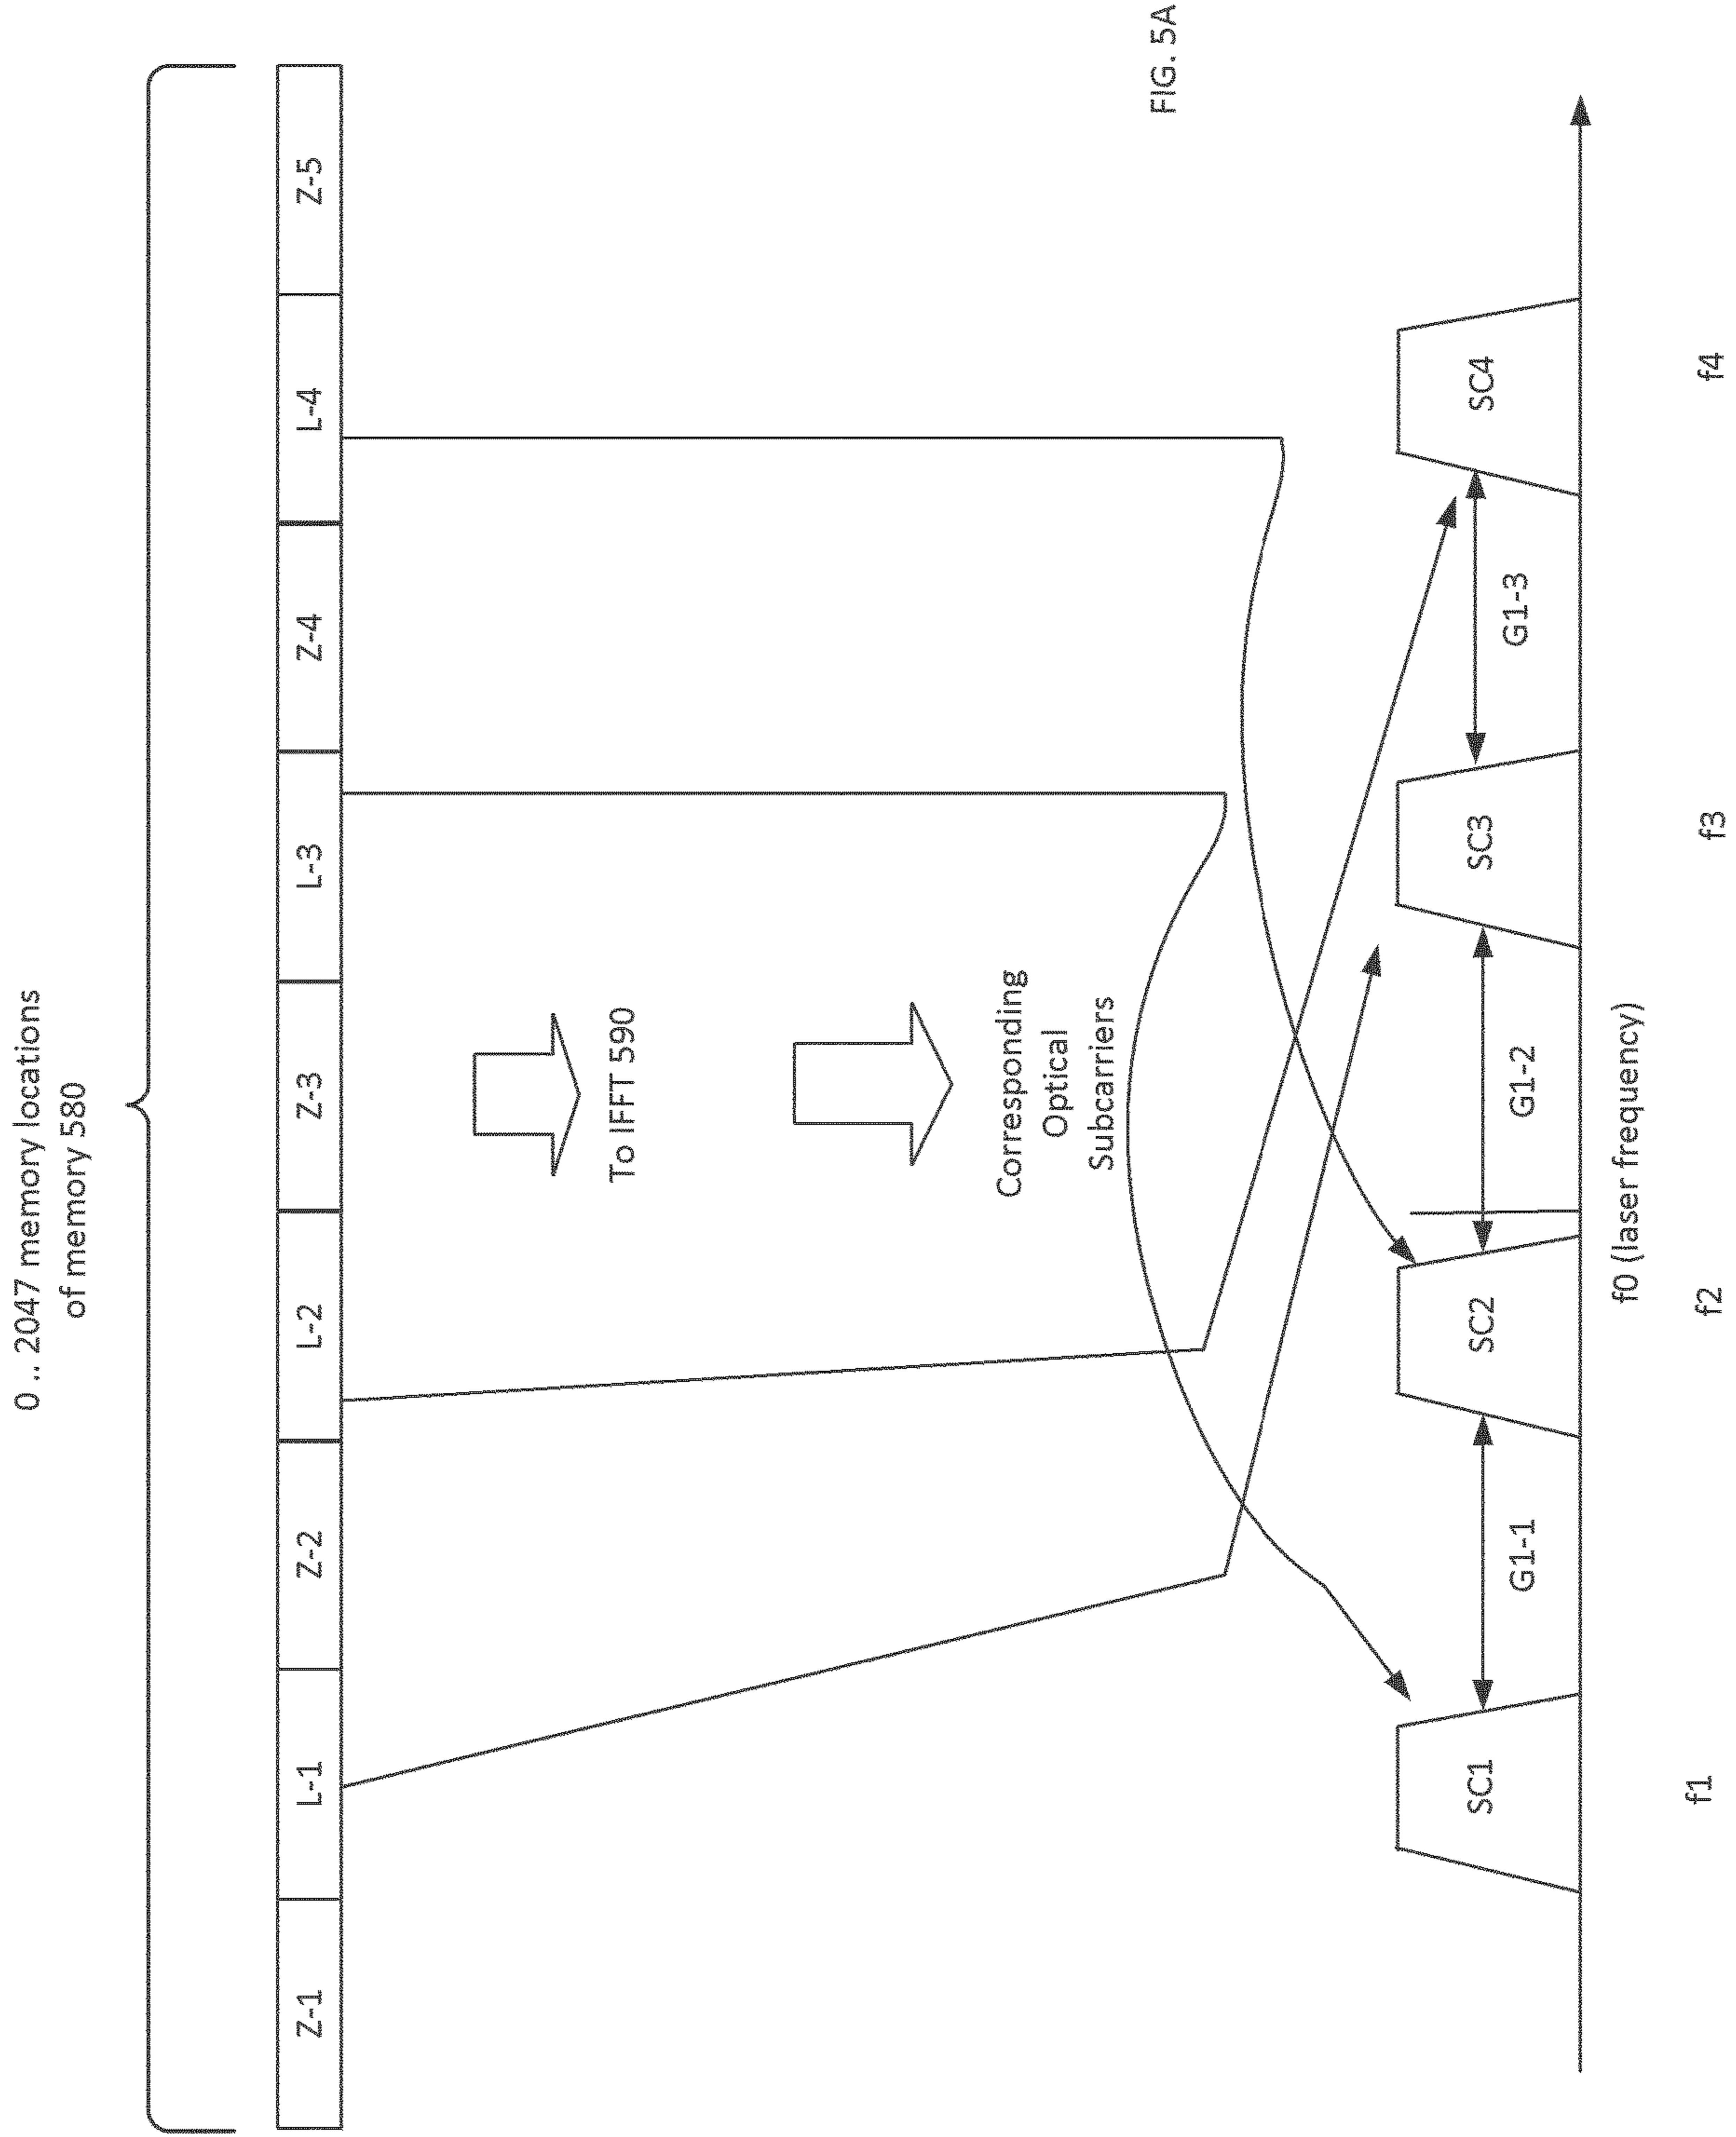 0 .. 2047 memory locations
of memory 580
Z-1
L-1
Z-2
L-2
Z-3
L-3
Z-4
L-4
Z-5
To IFFT 590
Corresponding
Optical
Subcarriers
FIG. 5A
SC1
G1-1
SC2
G1-2
SC3
G1-3
SC4
f0 (laser frequency)
f1
f2
f3
f4